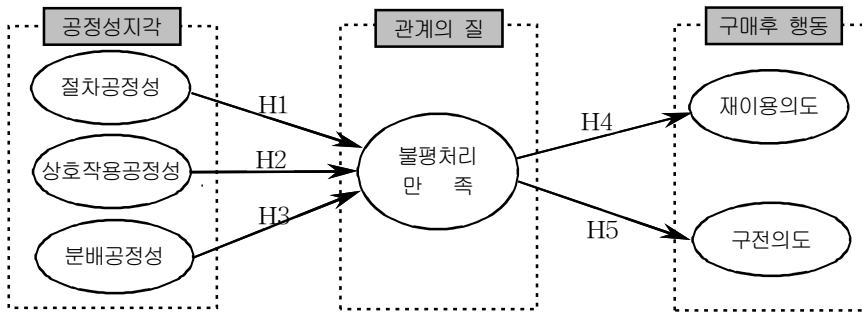 공정성지각
관계의 질
구매후 행동
절차공정성
상호작용공정성
분배공정성
H1
H2
H3
불평처리
만 족
H4
H5
재이용의도
구전의도